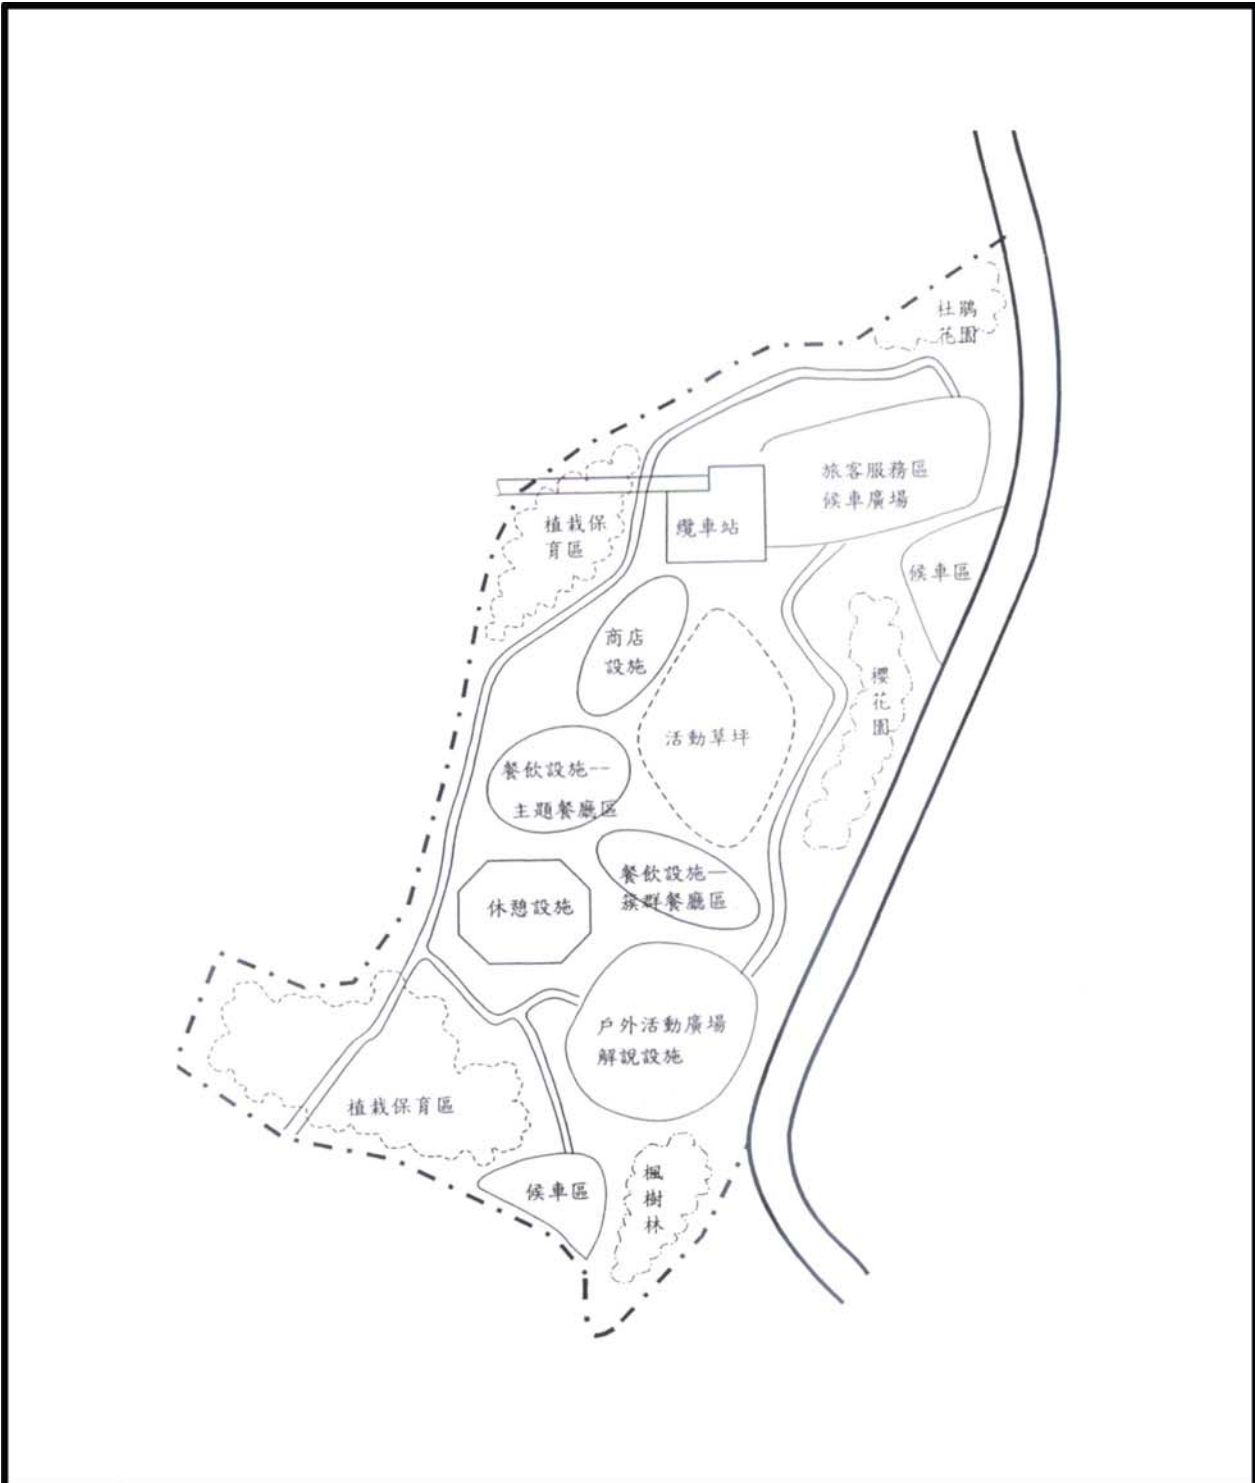 杜鵑
花園
旅客服務區
候車廣場
植栽保
育區
纜車站
候車區
商店
設施
櫻
花
園
活動草坪
餐飲設施--
主題餐廳區
餐飲設施—
簇群餐廳區
休憩設施
戶外活動廣場
解說設施
植栽保育區
候車區
楓
樹
林